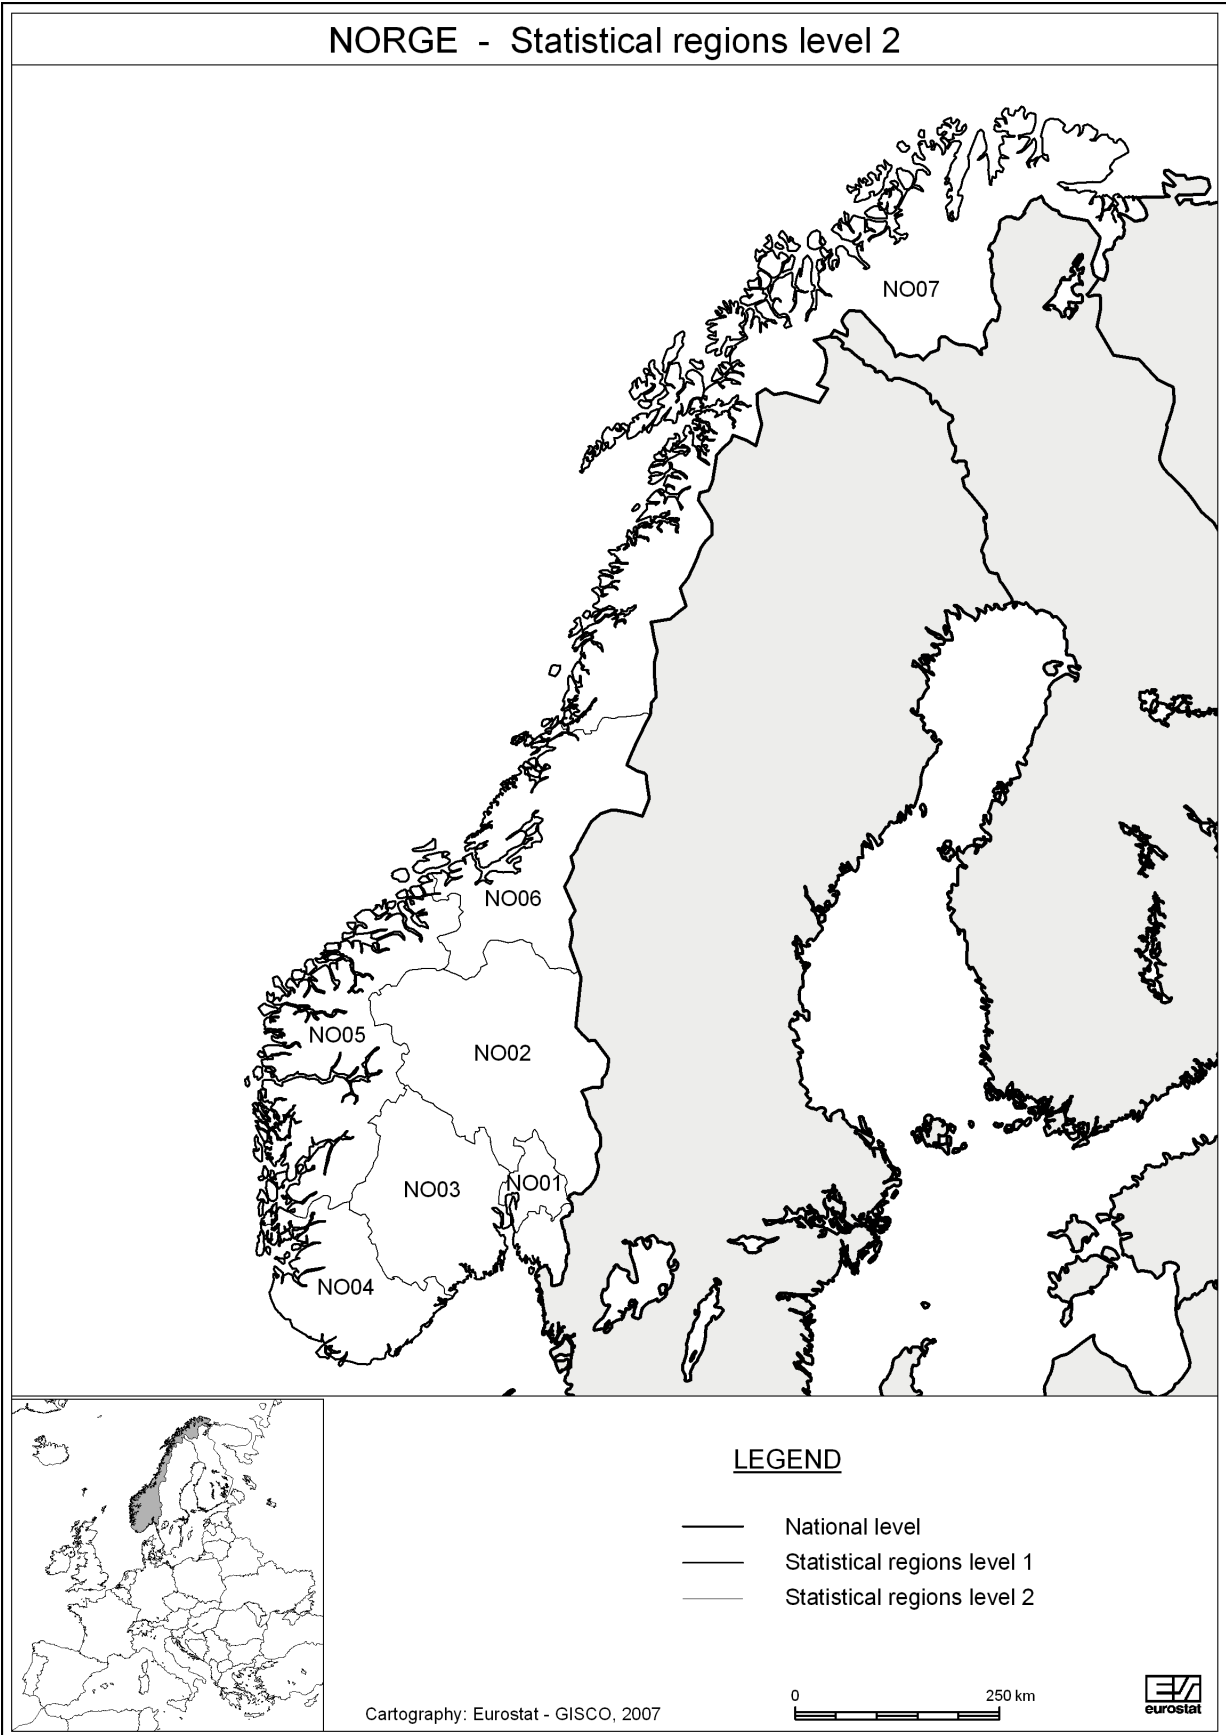 NORGE - Statistical regions level 2
NO07
NO06
NO05
NO02
NO03
NO01
NO04
LEGEND
National level
Statistical regions level 1
Statistical regions level 2
Cartography: Eurostat - GISCO, 2007
0 250 km
eurostat